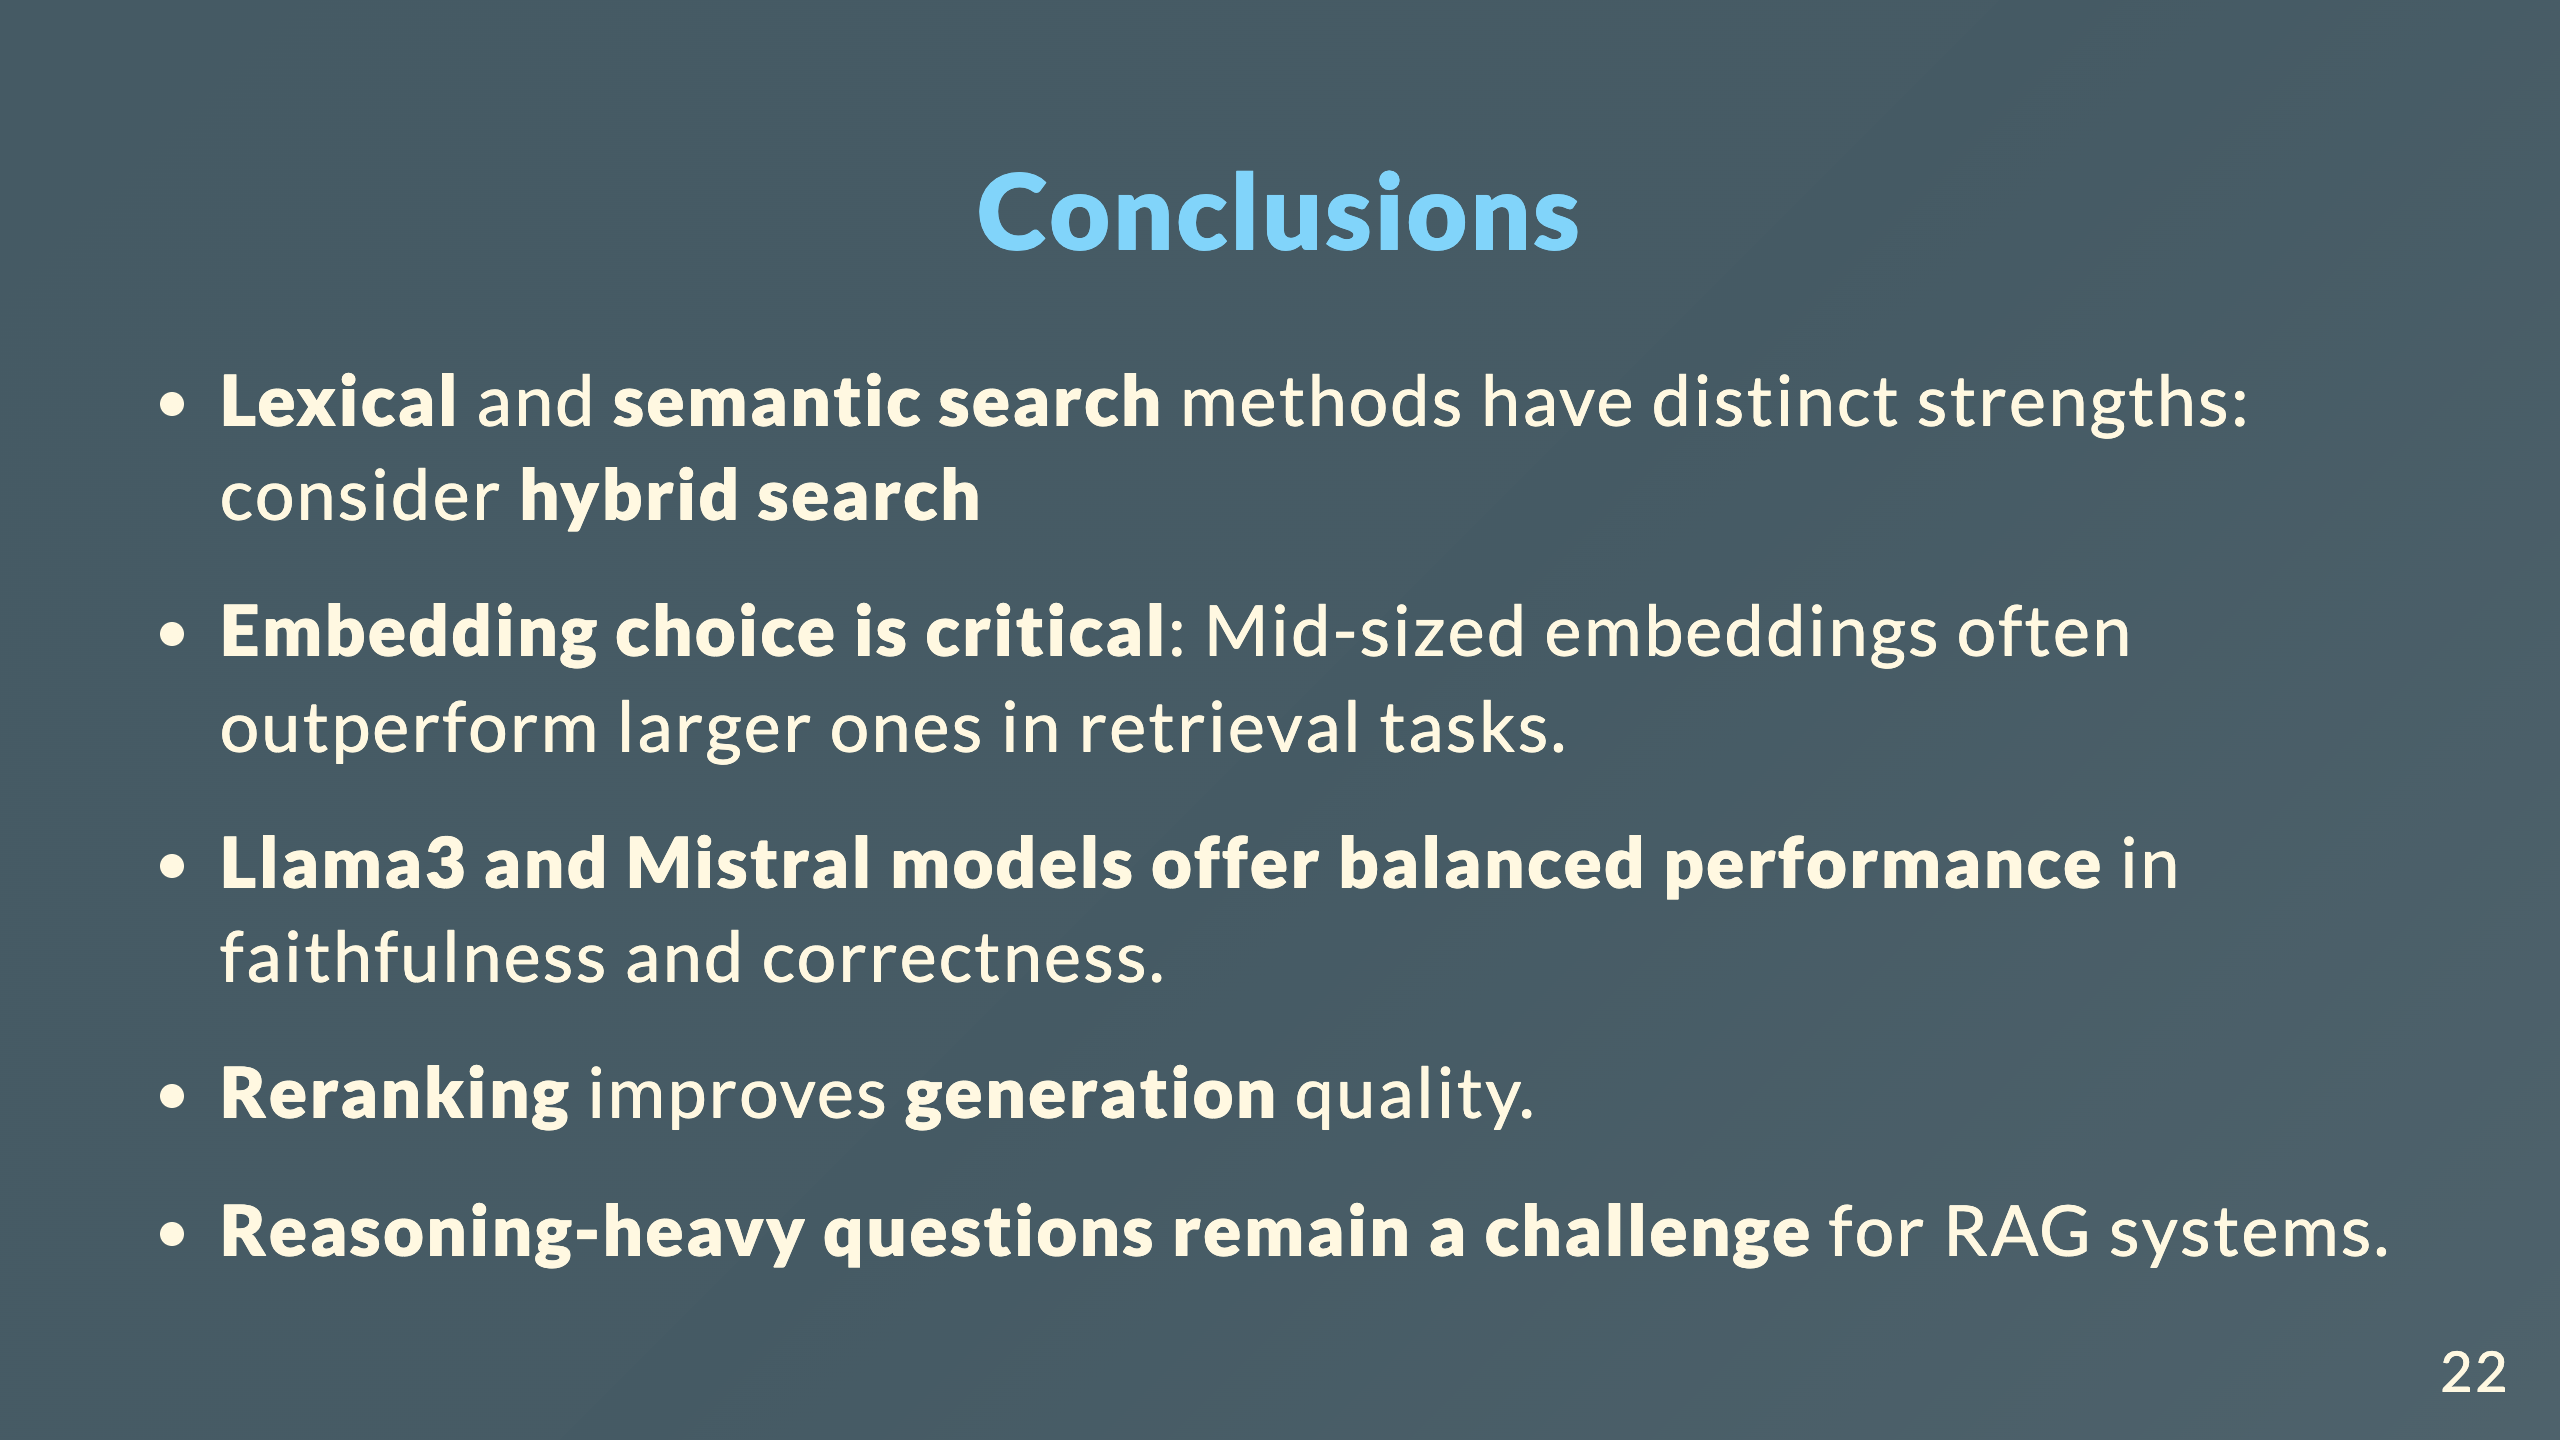 Conclusions
• Lexical and semantic search methods have distinct strengths:
consider hybrid search
• Embedding choice is critical: Mid-sized embeddings often
outperform larger ones in retrieval tasks.
• Llama3 and Mistral models offer balanced performance in
faithfulness and correctness.
• Reranking improves generation quality.
• Reasoning-heavy questions remain a challenge for RAG systems.
22